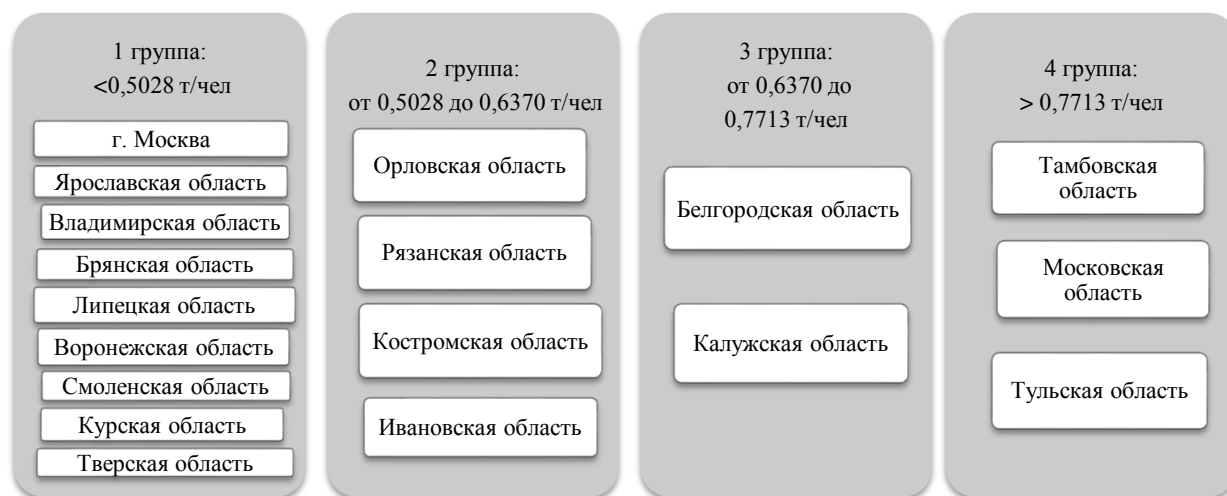 1 группа:
<0,5028 т/чел
г. Москва
Ярославская область
Владимирская область
Брянская область
Липецкая область
Воронежская область
Смоленская область
Курская область
Тверская область
2 группа:
от 0,5028 до 0,6370 т/чел
Орловская область
Рязанская область
Костромская область
Ивановская область
3 группа:
от 0,6370 до
0,7713 т/чел
Белгородская область
Калужская область
4 группа:
> 0,7713 т/чел
Тамбовская
область
Московская
область
Тульская область